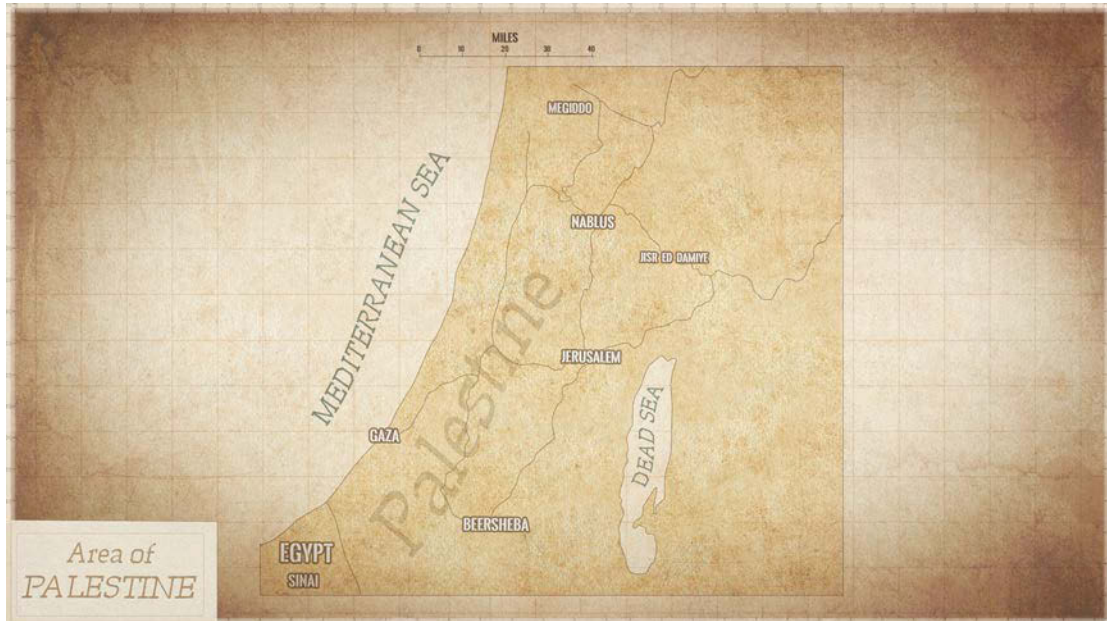 MILES
0 10 20 30 40
MEGIDDO
MEDITERRANEAN SEA
NABLUS
JISR ED DAMIYE
Palestine
JERUSALEM
DEAD SEA
GAZA
BEERSHEBA
EGYPT
SINAI
Area of
PALESTINE